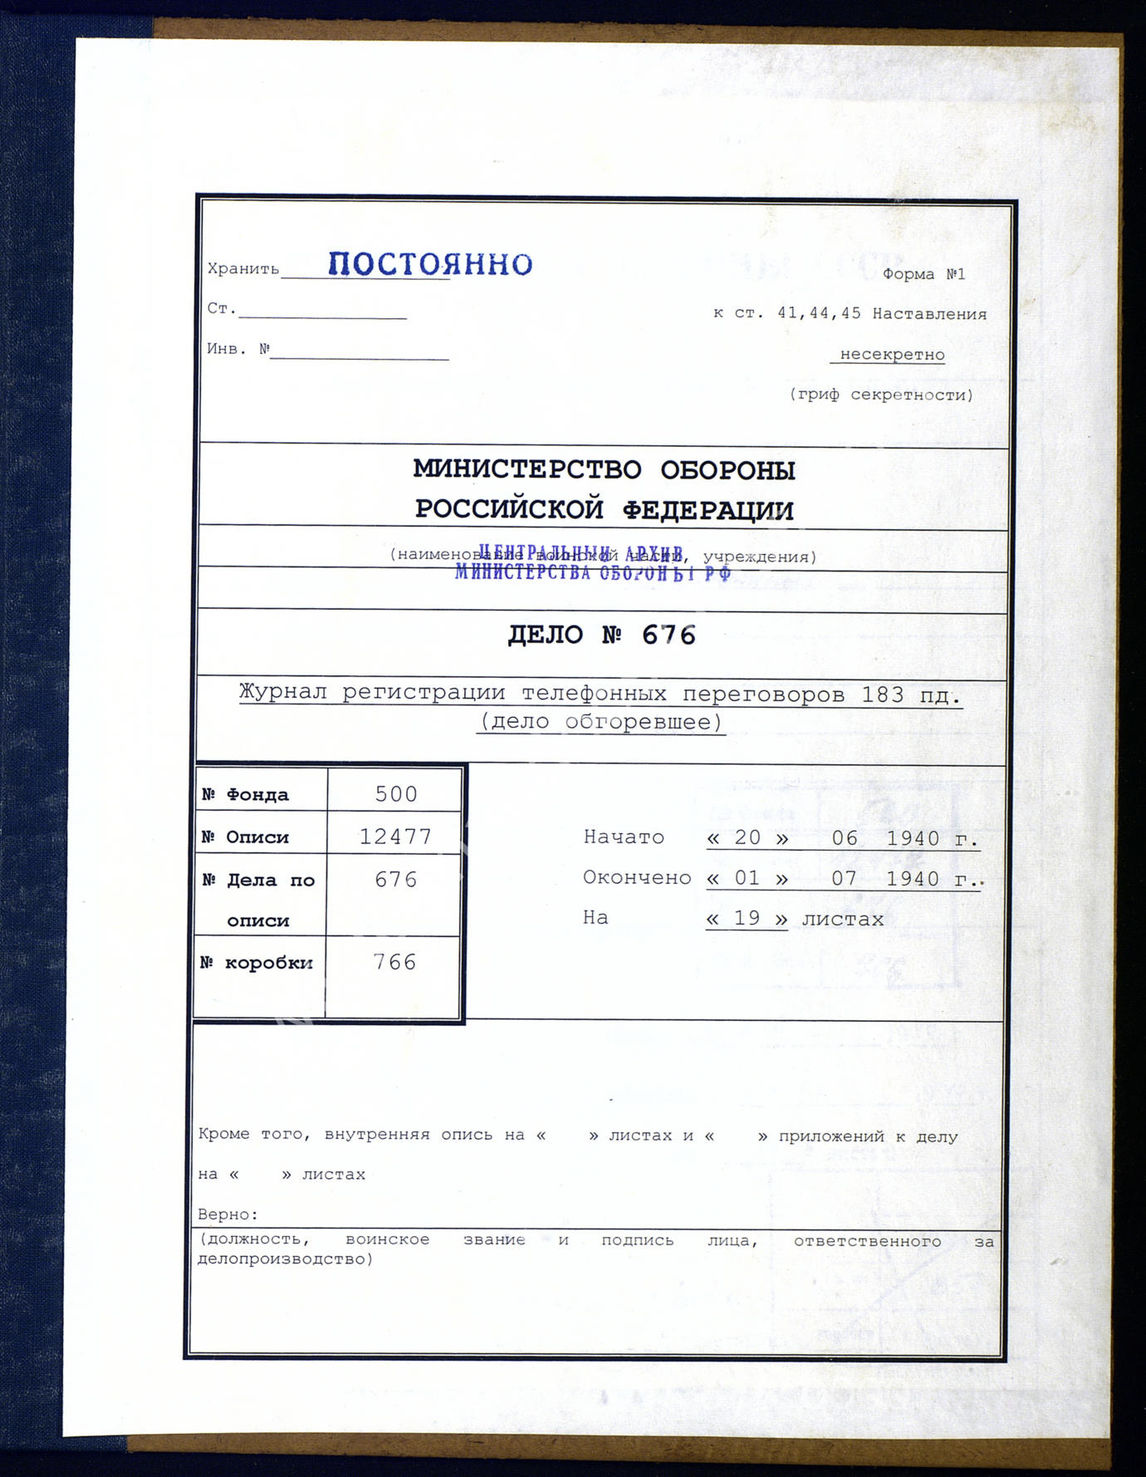 Хранить ПОСТОЯННО
Форма №1
Ст.
к ст. 41,44,45 Наставления
Инв. №
несекретно
(гриф секретности)
МИНИСТЕРСТВО ОБОРОНЫ
РОССИЙСКОЙ ФЕДЕРАЦИИ
(наименование воинской части, учреждения)
ЦЕНТРАЛЬНЫЙ АРХИВ
МИНИСТЕРСТВА ОБОРОНЫ РФ
ДЕЛО № 676
Журнал регистрации телефонных переговоров 183 пд.
(дело обгоревшее)
№ Фонда 500
№ Описи 12477
№ Дела по 676
описи
№ коробки 766
Начато « 20 » 06 1940 г.
Окончено « 01 » 07 1940 г..
На « 19 » листах
Кроме того, внутренняя опись на « » листах и « » приложений к делу
на « » листах
Верно:
(должность, воинское звание и подпись лица, ответственного за
делопроизводство)